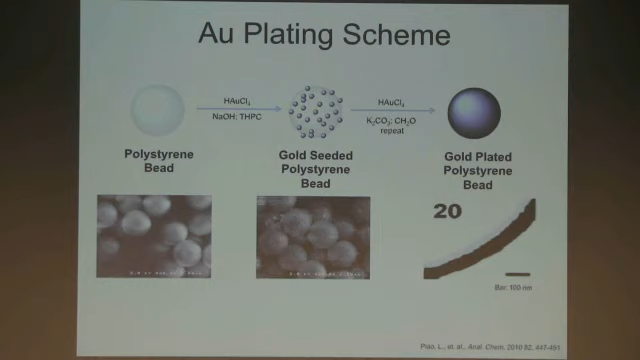 Au Plating Scheme
HAuCl₄
NaOH: THPC
HAuCl₄
K₂CO₃: CH₂O
repeat
Polystyrene
Bead
Gold Seeded
Polystyrene
Bead
Gold Plated
Polystyrene
Bead
20
Bar: 100 nm
Piao, L., et. al., Anal. Chem. 2010 82, 447-451